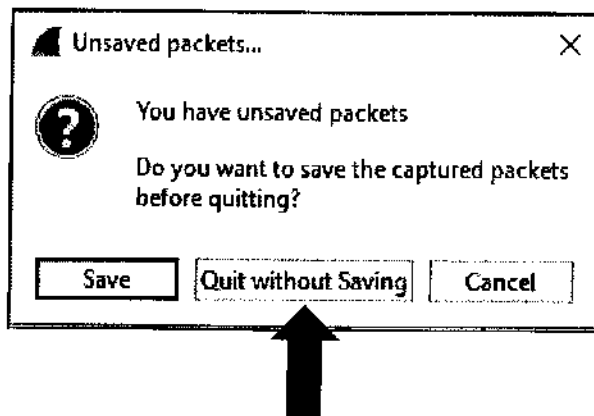 Unsaved packets...
You have unsaved packets
Do you want to save the captured packets
before quitting?
Save Quit without Saving Cancel